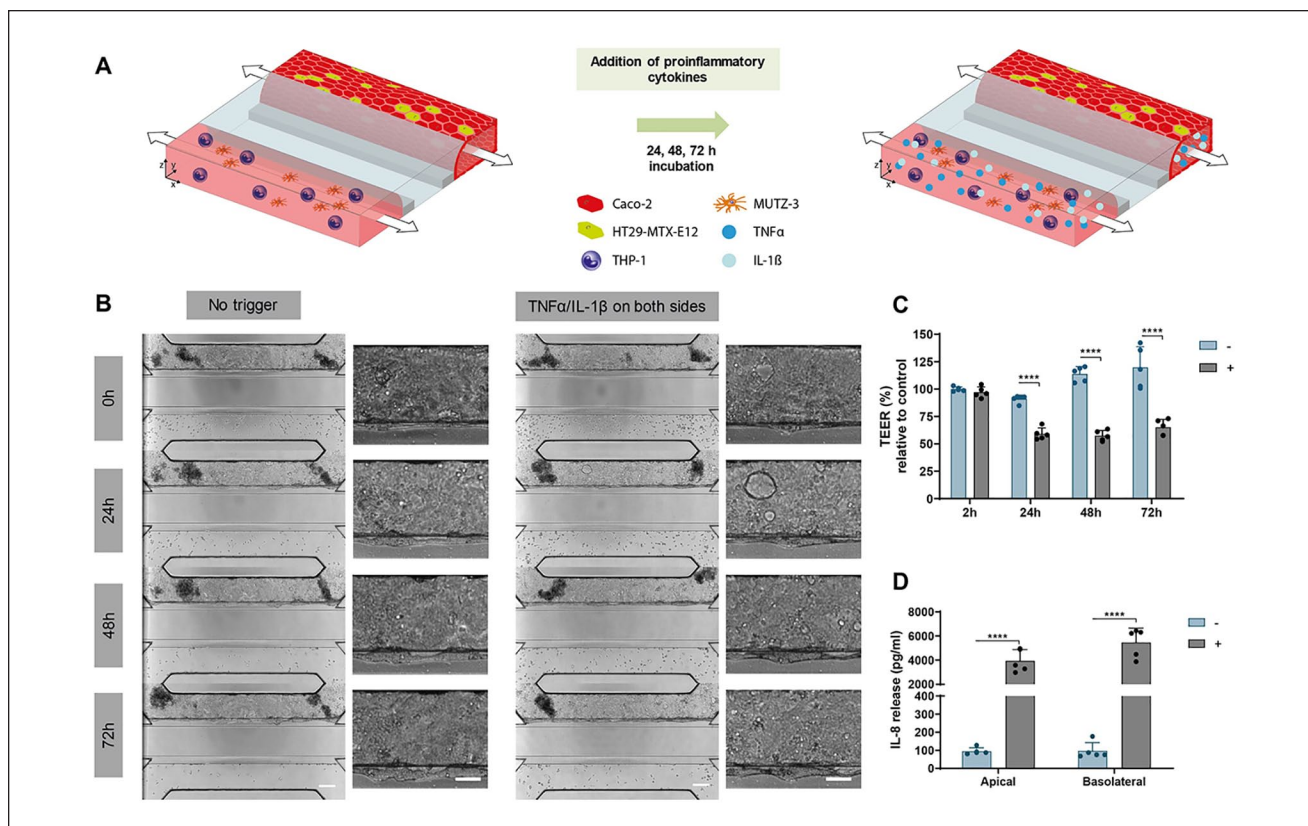 A
Addition of proinflammatory
cytokines
24, 48, 72 h
incubation
Caco-2
MUTZ-3
HT29-MTX-E12
TNFα
THP-1
IL-1ß
z
y
x
z
y
x
B
No trigger
TNFα/IL-1β on both sides
0h
24h
48h
72h
C
TEER (%)
relative to control
150
125
100
75
50
25
0
2h
24h
48h
72h
****
****
****
-
+
D
IL-8 release (pg/ml)
8000
6000
4000
2000
400
300
200
100
0
Apical
Basolateral
****
****
-
+